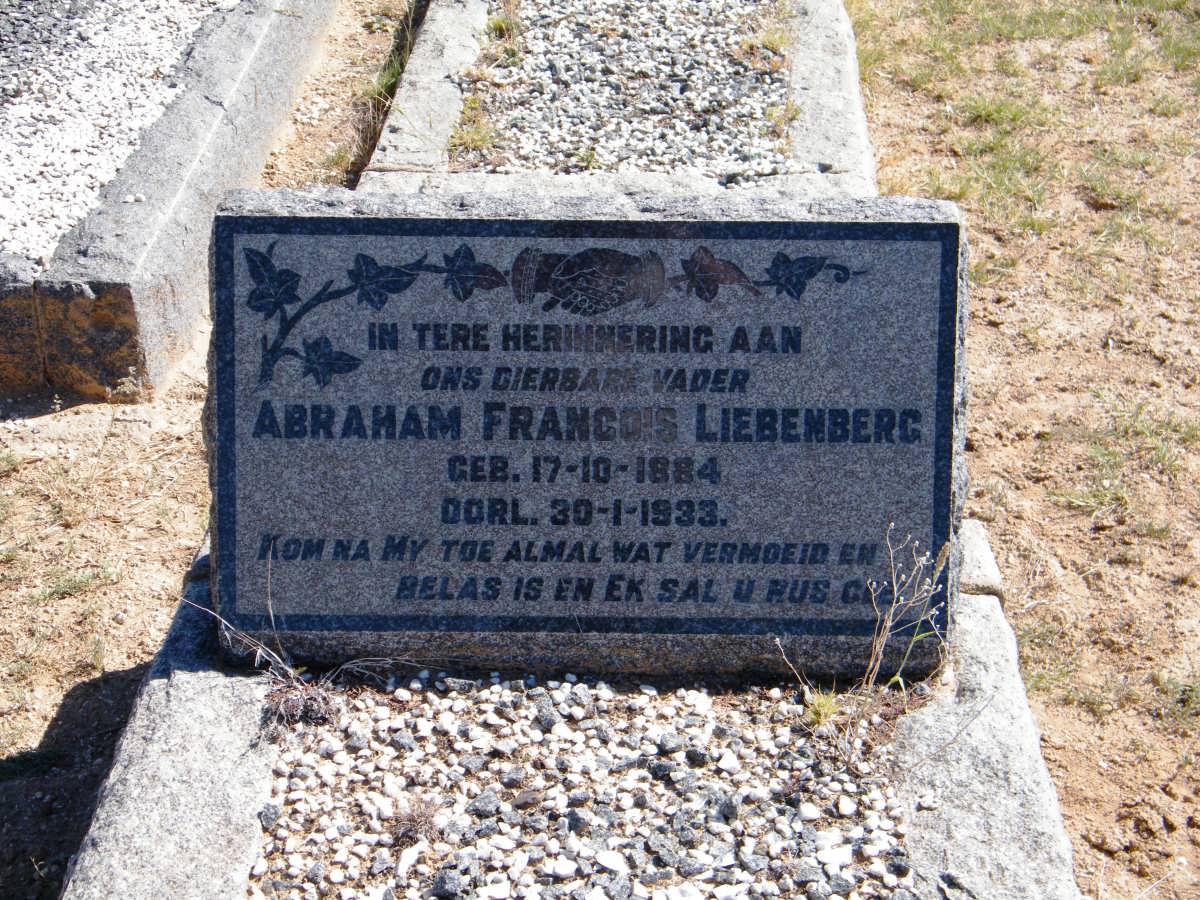 IN TERE HERINNERING AAN
ONS DIERBARE VADER
ABRAHAM FRANCOIS LIEBENBERG
GEB. 17-10-1884
OORL. 30-1-1933.
KOM NA MY TOE ALMAL WAT VERMOEID EN
BELAS IS EN EK SAL U RUS